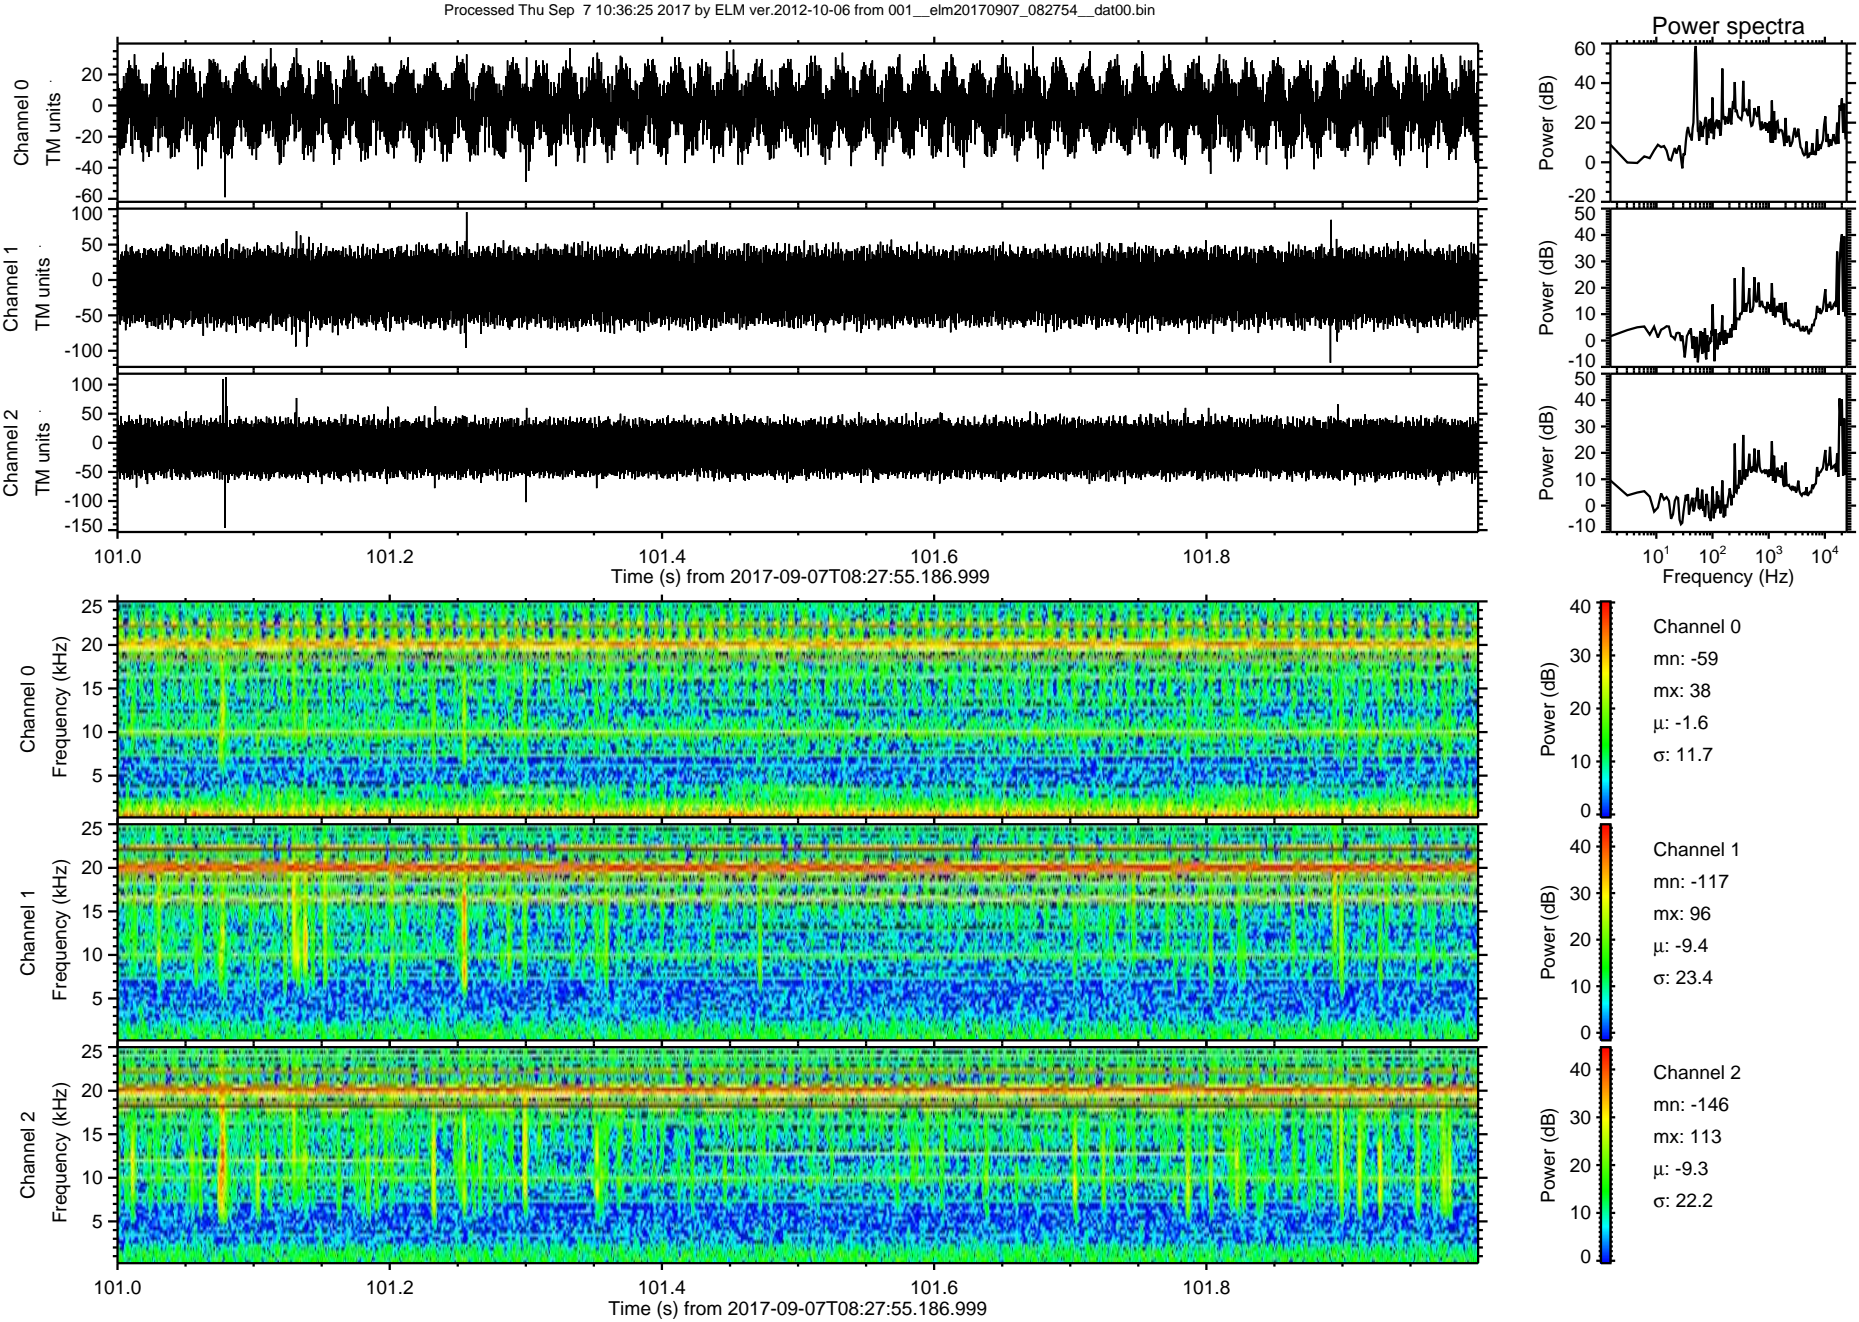 Processed Thu Sep  7 10:36:25 2017 by ELM ver.2012-10-06 from 001__elm20170907_082754__dat00.bin
Power spectra
Channel 0
TM units
20
0
-20
-40
-60
Power (dB)
60
40
20
0
-20
Channel 1
TM units
100
50
0
-50
-100
Power (dB)
50
40
30
20
10
0
-10
Channel 2
TM units
100
50
0
-50
-100
-150
Power (dB)
50
40
30
20
10
0
-10
101.0 101.2 101.4 101.6 101.8
Time (s) from 2017-09-07T08:27:55.186.999
10¹ 10² 10³ 10⁴
Frequency (Hz)
Channel 0
Frequency (kHz)
25
20
15
10
5
Power (dB)
40
30
20
10
0
Channel 0
mn: -59
mx: 38
µ: -1.6
σ: 11.7
Channel 1
Frequency (kHz)
25
20
15
10
5
Power (dB)
40
30
20
10
0
Channel 1
mn: -117
mx: 96
µ: -9.4
σ: 23.4
Channel 2
Frequency (kHz)
25
20
15
10
5
Power (dB)
40
30
20
10
0
Channel 2
mn: -146
mx: 113
µ: -9.3
σ: 22.2
101.0 101.2 101.4 101.6 101.8
Time (s) from 2017-09-07T08:27:55.186.999